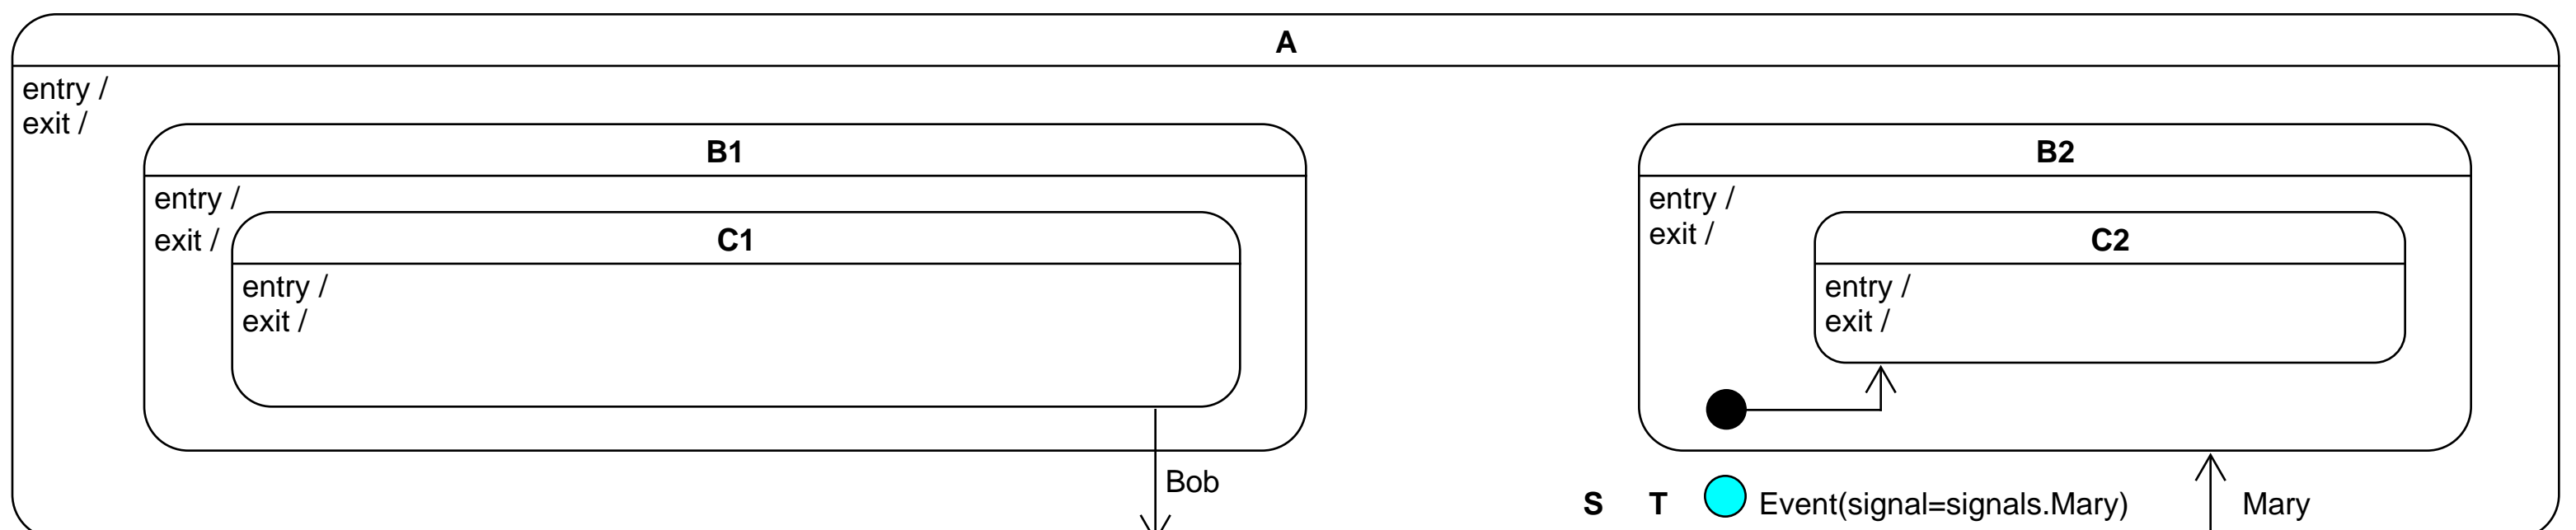 A
entry /
exit /
B1
entry /
exit /
C1
entry /
exit /
Bob
B2
entry /
exit /
C2
entry /
exit /
S T Event(signal=signals.Mary) Mary